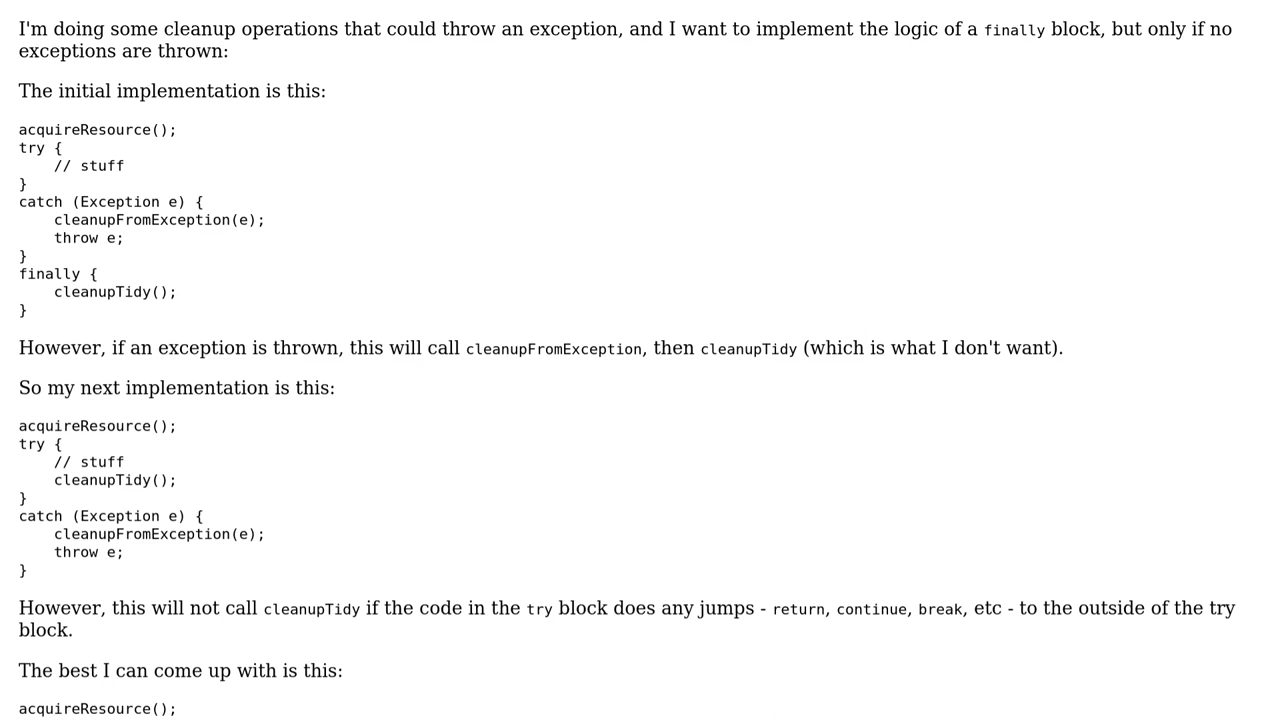 I'm doing some cleanup operations that could throw an exception, and I want to implement the logic of a finally block, but only if no
exceptions are thrown:
The initial implementation is this:
acquireResource();
try {
    // stuff
}
catch (Exception e) {
    cleanupFromException(e);
    throw e;
}
finally {
    cleanupTidy();
}
However, if an exception is thrown, this will call cleanupFromException, then cleanupTidy (which is what I don't want).
So my next implementation is this:
acquireResource();
try {
    // stuff
    cleanupTidy();
}
catch (Exception e) {
    cleanupFromException(e);
    throw e;
}
However, this will not call cleanupTidy if the code in the try block does any jumps - return, continue, break, etc - to the outside of the try
block.
The best I can come up with is this:
acquireResource();